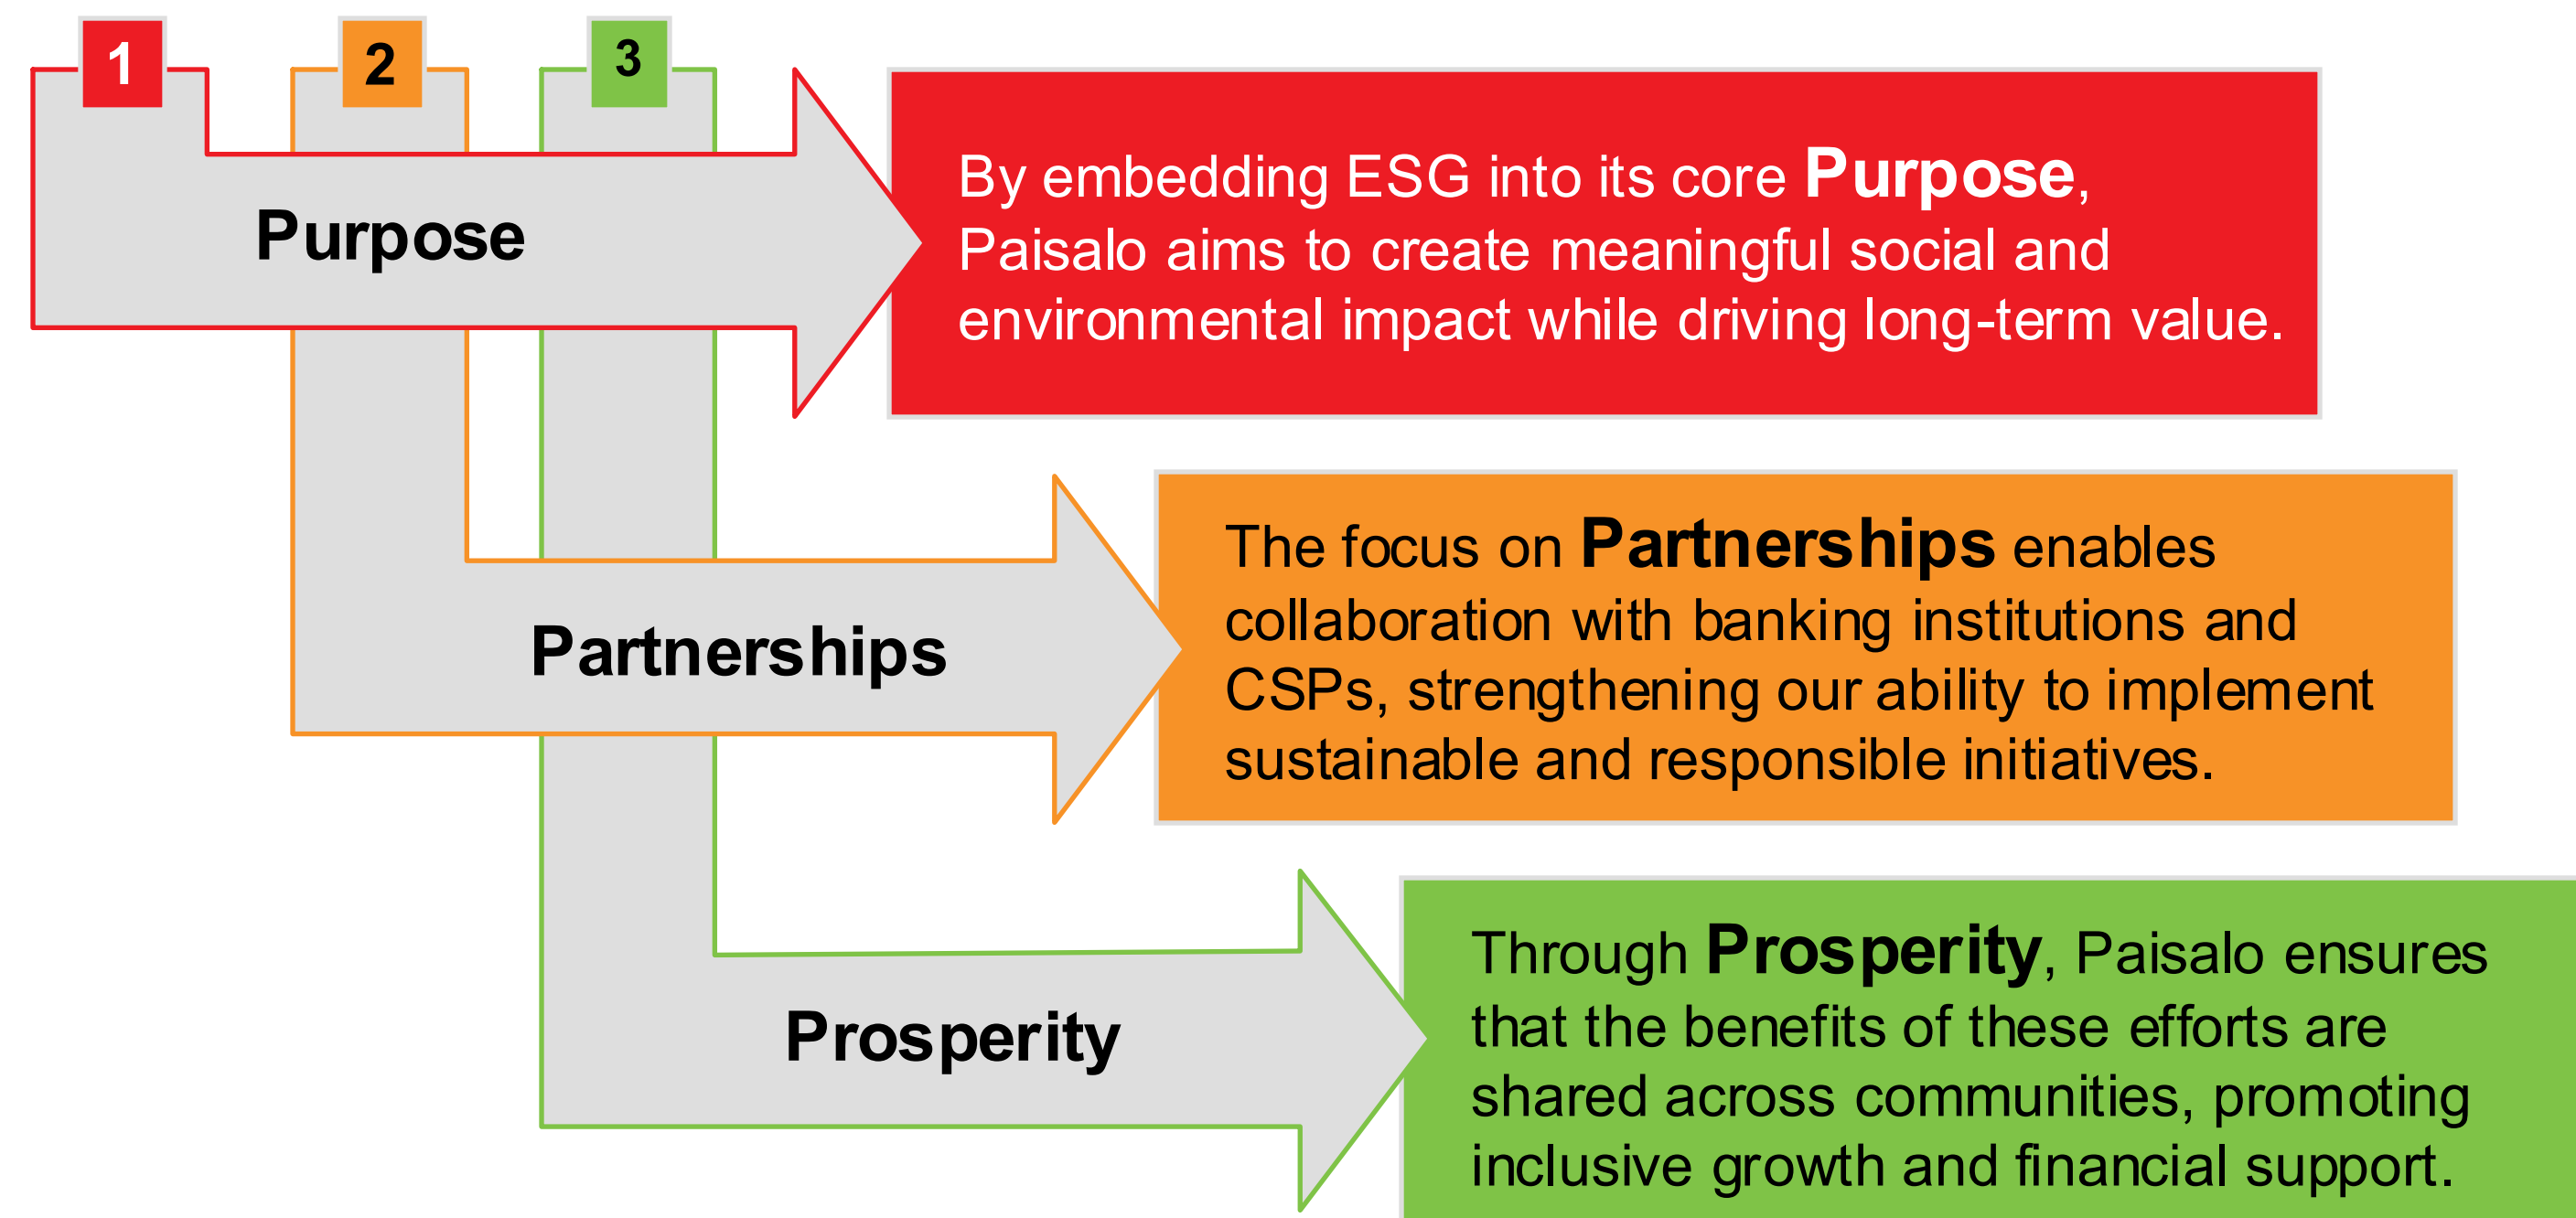 1
2
3
Purpose
By embedding ESG into its core Purpose,
Paisalo aims to create meaningful social and
environmental impact while driving long-term value.
Partnerships
The focus on Partnerships enables
collaboration with banking institutions and
CSPs, strengthening our ability to implement
sustainable and responsible initiatives.
Prosperity
Through Prosperity, Paisalo ensures
that the benefits of these efforts are
shared across communities, promoting
inclusive growth and financial support.